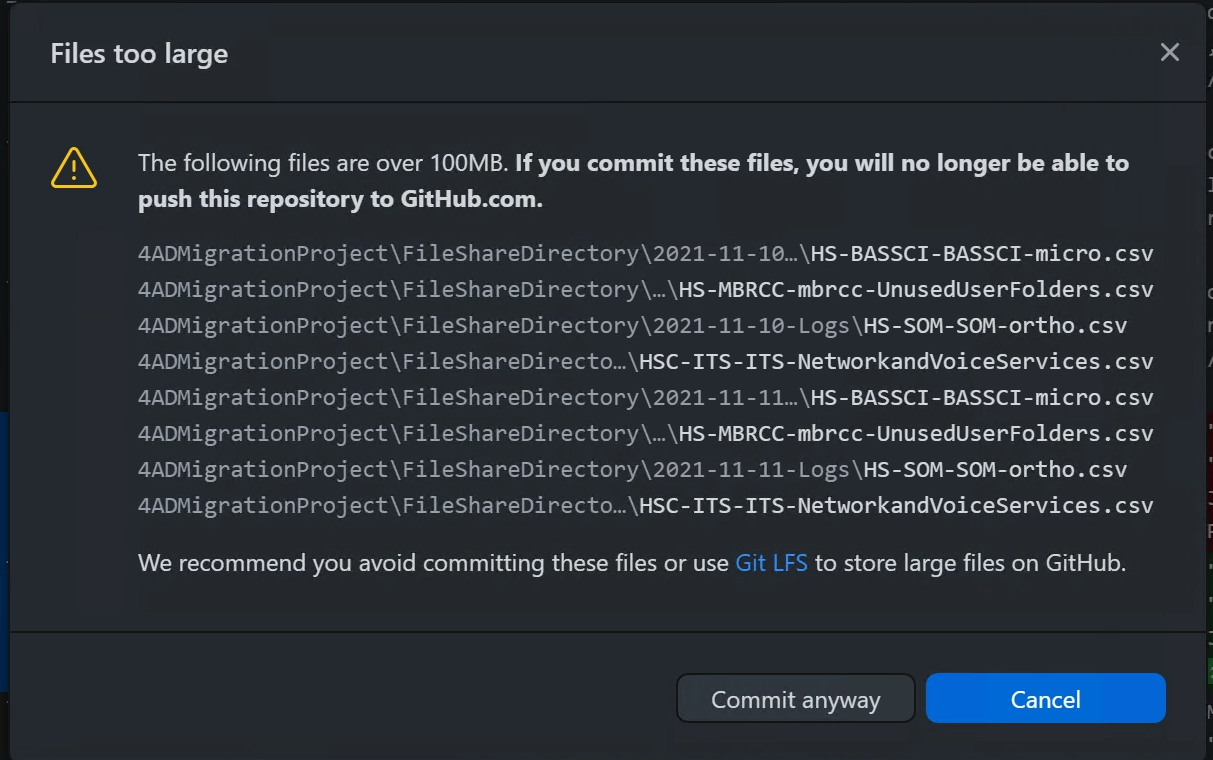 Files too large
The following files are over 100MB. If you commit these files, you will no longer be able to
push this repository to GitHub.com.
4ADMigrationProject\FileShareDirectory\2021-11-10…\HS-BASSCI-BASSCI-micro.csv
4ADMigrationProject\FileShareDirectory\…\HS-MBRCC-mbrcc-UnusedUserFolders.csv
4ADMigrationProject\FileShareDirectory\2021-11-10-Logs\HS-SOM-SOM-ortho.csv
4ADMigrationProject\FileShareDirecto…\HSC-ITS-ITS-NetworkandVoiceServices.csv
4ADMigrationProject\FileShareDirectory\2021-11-11…\HS-BASSCI-BASSCI-micro.csv
4ADMigrationProject\FileShareDirectory\…\HS-MBRCC-mbrcc-UnusedUserFolders.csv
4ADMigrationProject\FileShareDirectory\2021-11-11-Logs\HS-SOM-SOM-ortho.csv
4ADMigrationProject\FileShareDirecto…\HSC-ITS-ITS-NetworkandVoiceServices.csv
We recommend you avoid committing these files or use Git LFS to store large files on GitHub.
Commit anyway
Cancel